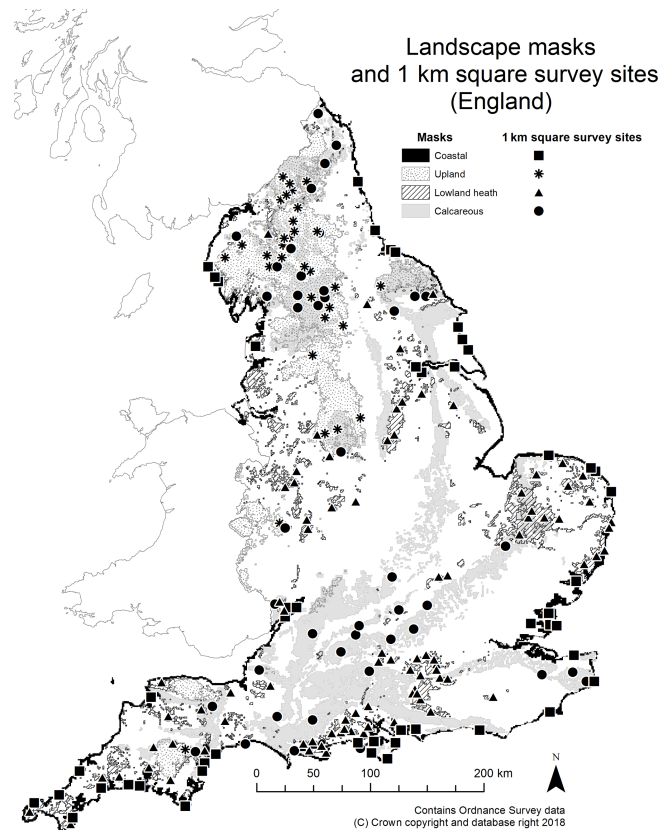 Landscape masks
and 1 km square survey sites
(England)
Masks 1 km square survey sites
Coastal
Upland
Lowland heath
Calcareous
N
0 50 100 200 km
Contains Ordnance Survey data
(C) Crown copyright and database right 2018